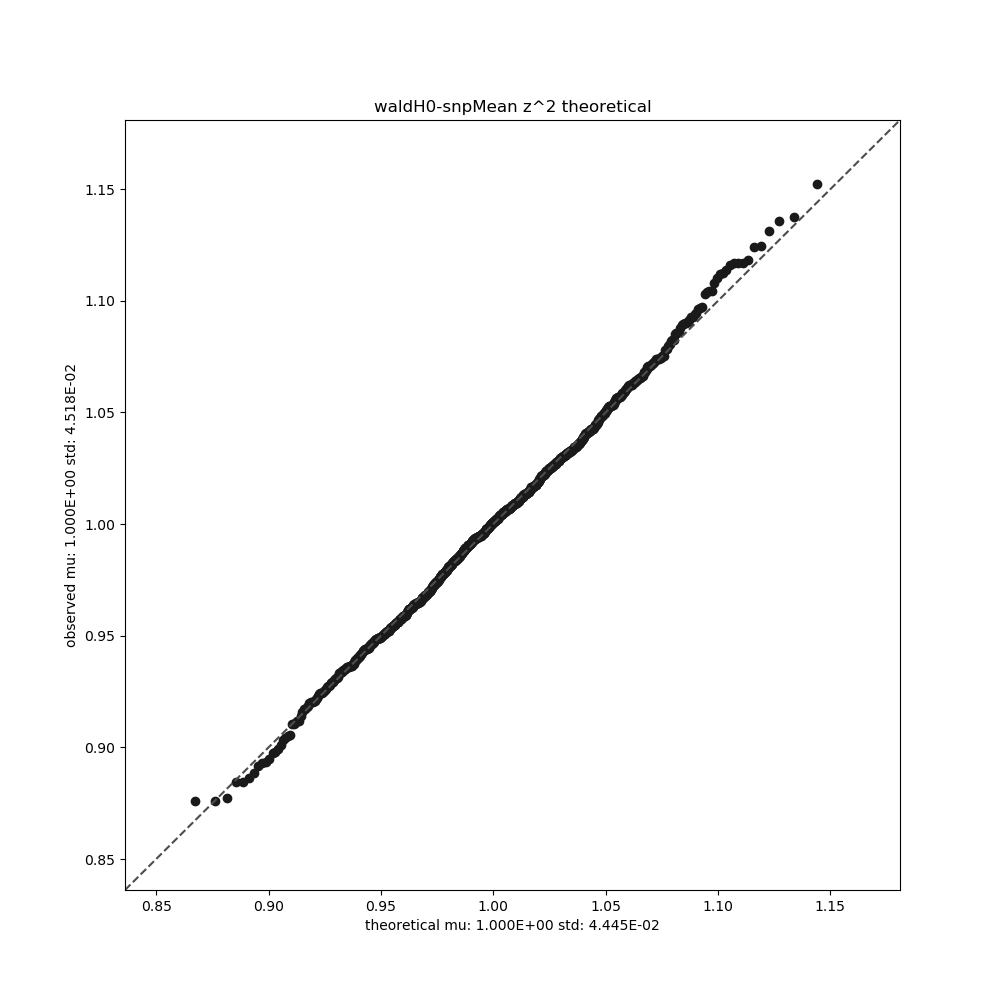 waldH0-snpMean z^2 theoretical
1.15
1.10
1.05
1.00
0.95
0.90
0.85
observed mu: 1.000E+00 std: 4.518E-02
0.85 0.90 0.95 1.00 1.05 1.10 1.15
theoretical mu: 1.000E+00 std: 4.445E-02